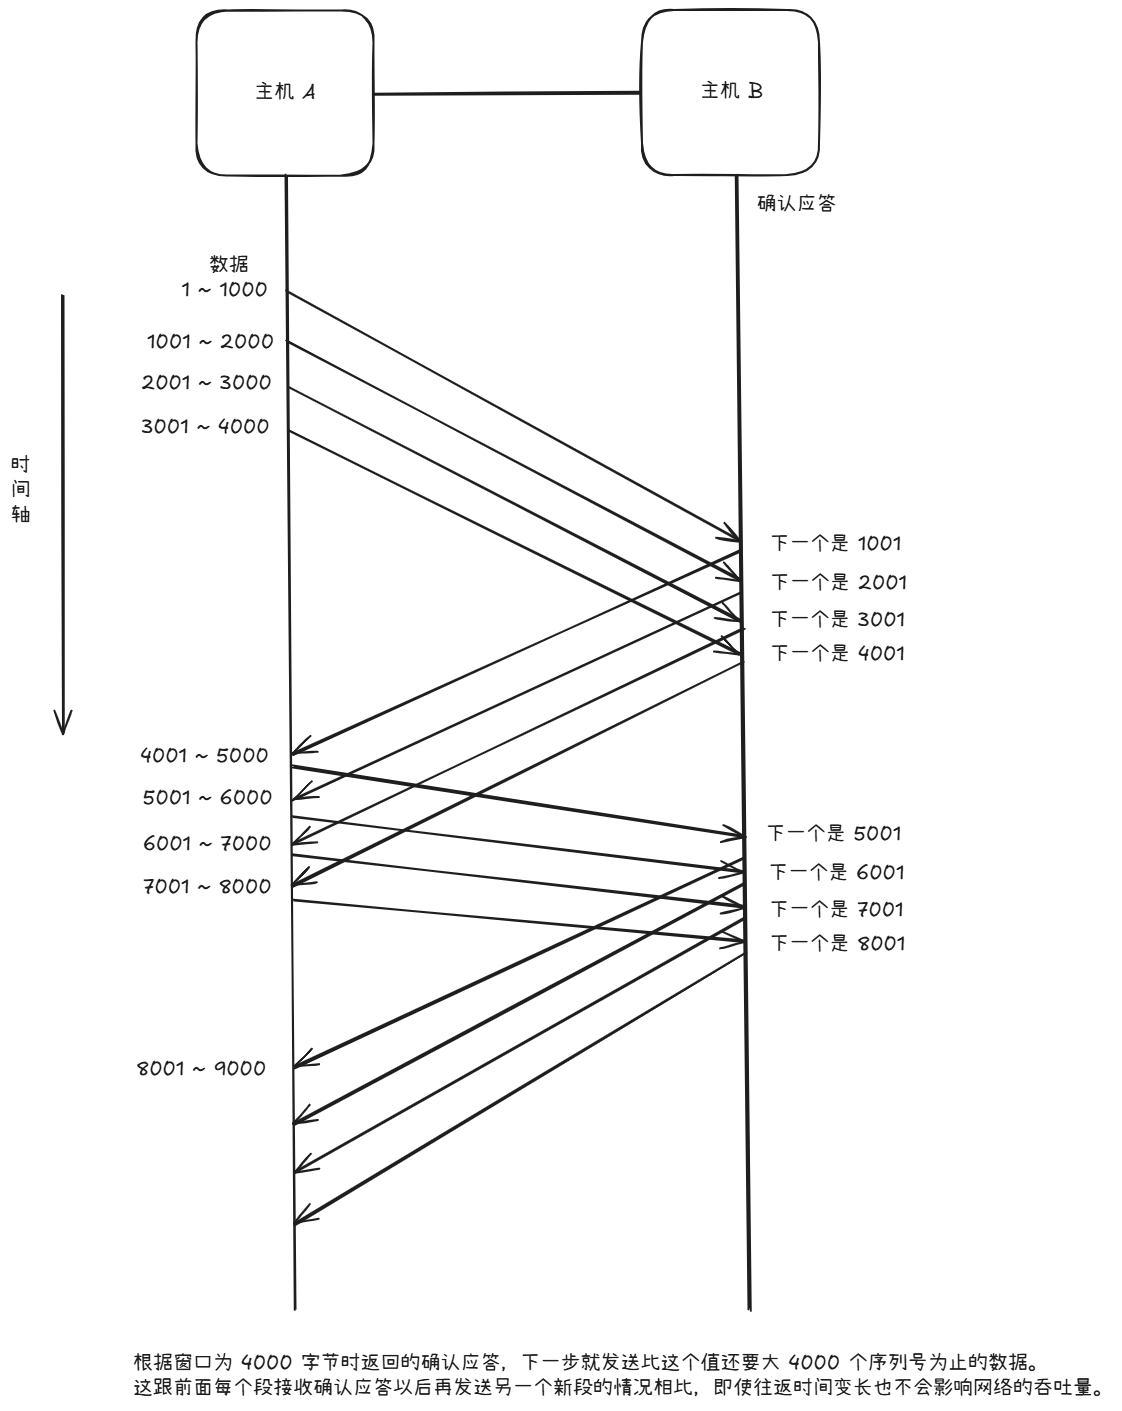 主机 A
主机 B
确认应答
数据
1 ~ 1000
1001 ~ 2000
2001 ~ 3000
3001 ~ 4000
时
间
轴
下一个是 1001
下一个是 2001
下一个是 3001
下一个是 4001
4001 ~ 5000
5001 ~ 6000
6001 ~ 7000
7001 ~ 8000
下一个是 5001
下一个是 6001
下一个是 7001
下一个是 8001
8001 ~ 9000
根据窗口为 4000 字节时返回的确认应答，下一步就发送比这个值还要大 4000 个序列号为止的数据。
这跟前面每个段接收确认应答以后再发送另一个新段的情况相比，即使往返时间变长也不会影响网络的吞吐量。